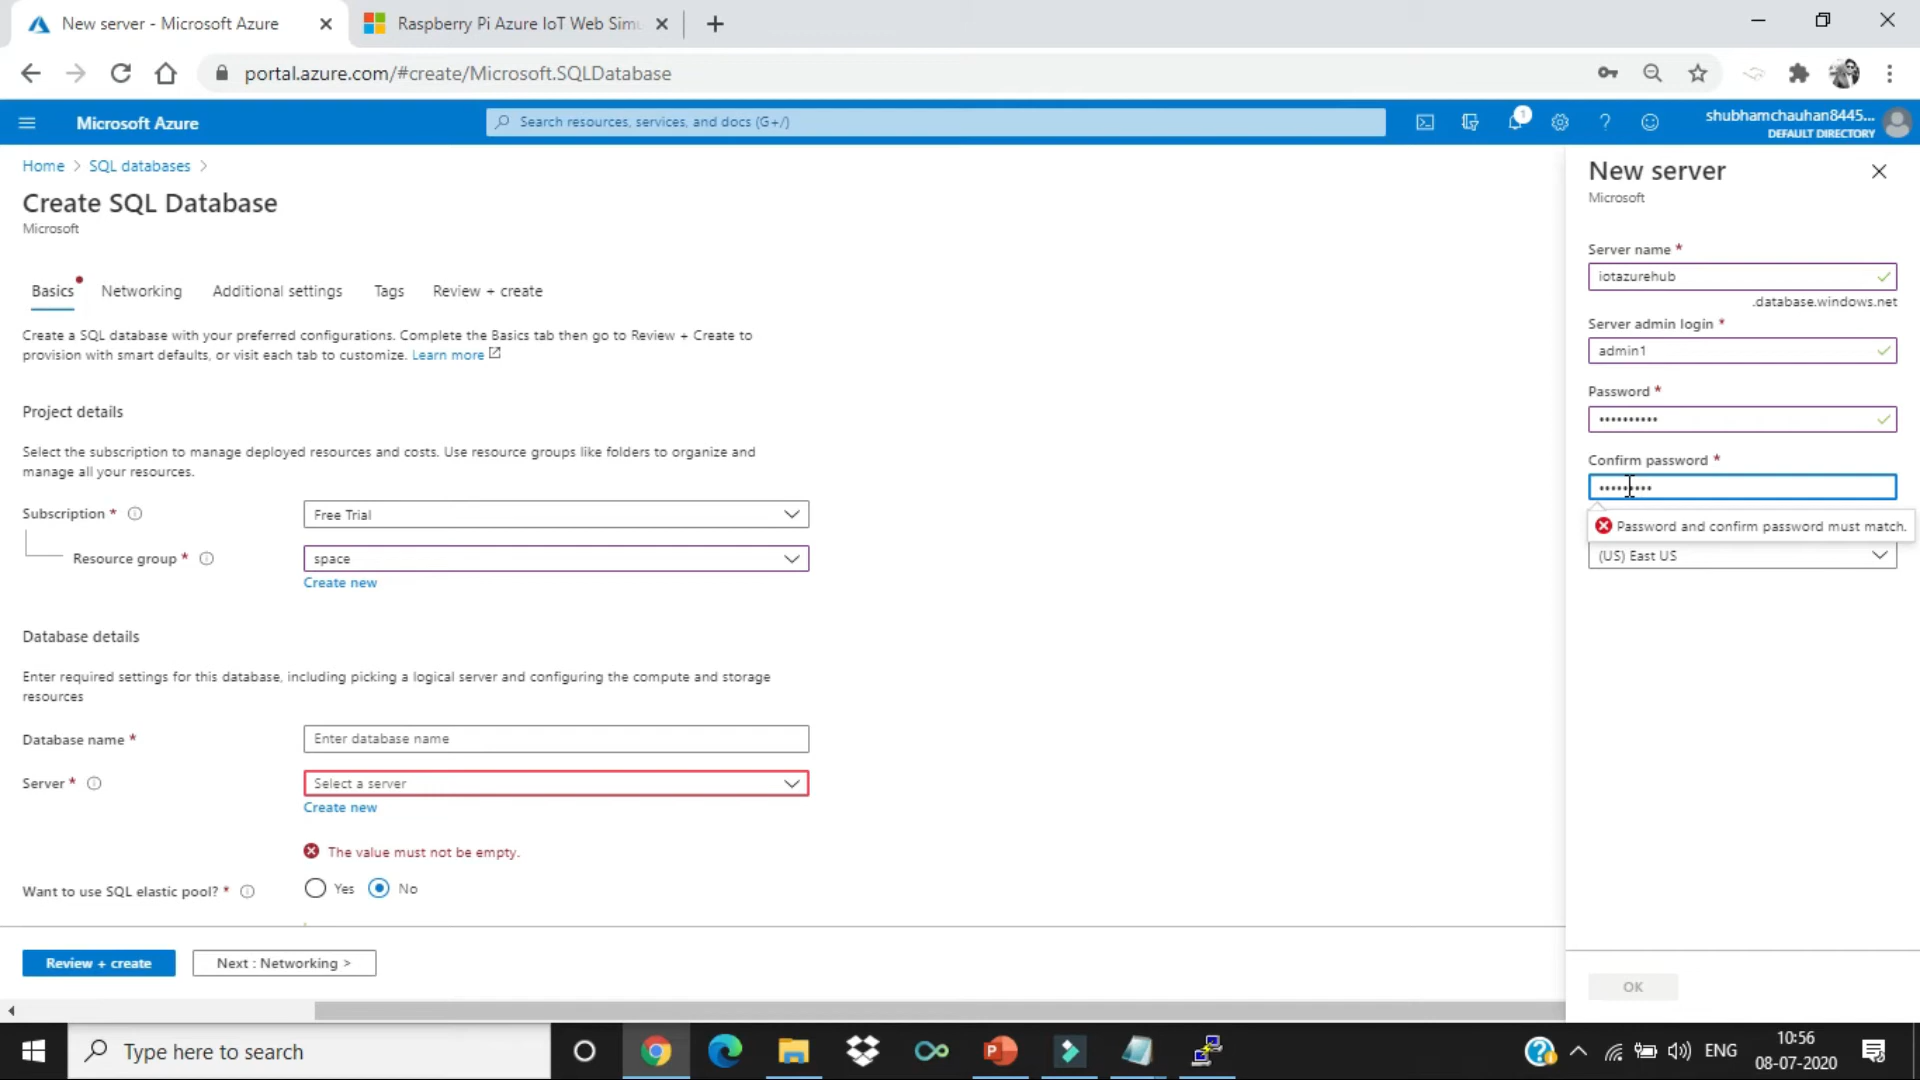 New server - Microsoft Azure
Raspberry Pi Azure IoT Web Sim
portal.azure.com/#create/Microsoft.SQLDatabase
Microsoft Azure
Search resources, services, and docs (G+/)
1
shubhamchauhan8445...
DEFAULT DIRECTORY
Home > SQL databases >
Create SQL Database
Microsoft
Basics Networking Additional settings Tags Review + create
Create a SQL database with your preferred configurations. Complete the Basics tab then go to Review + Create to
provision with smart defaults, or visit each tab to customize. Learn more
Project details
Select the subscription to manage deployed resources and costs. Use resource groups like folders to organize and
manage all your resources.
Subscription * Free Trial
Resource group * space
Create new
Database details
Enter required settings for this database, including picking a logical server and configuring the compute and storage
resources
Database name * Enter database name
Server * Select a server
Create new
The value must not be empty.
Want to use SQL elastic pool? * Yes No
Review + create Next : Networking >
New server
Microsoft
Server name *
iotazurehub
.database.windows.net
Server admin login *
admin1
Password *
••••••••••
Confirm password *
•••••••••
Password and confirm password must match.
(US) East US
OK
Type here to search
ENG
10:56
08-07-2020